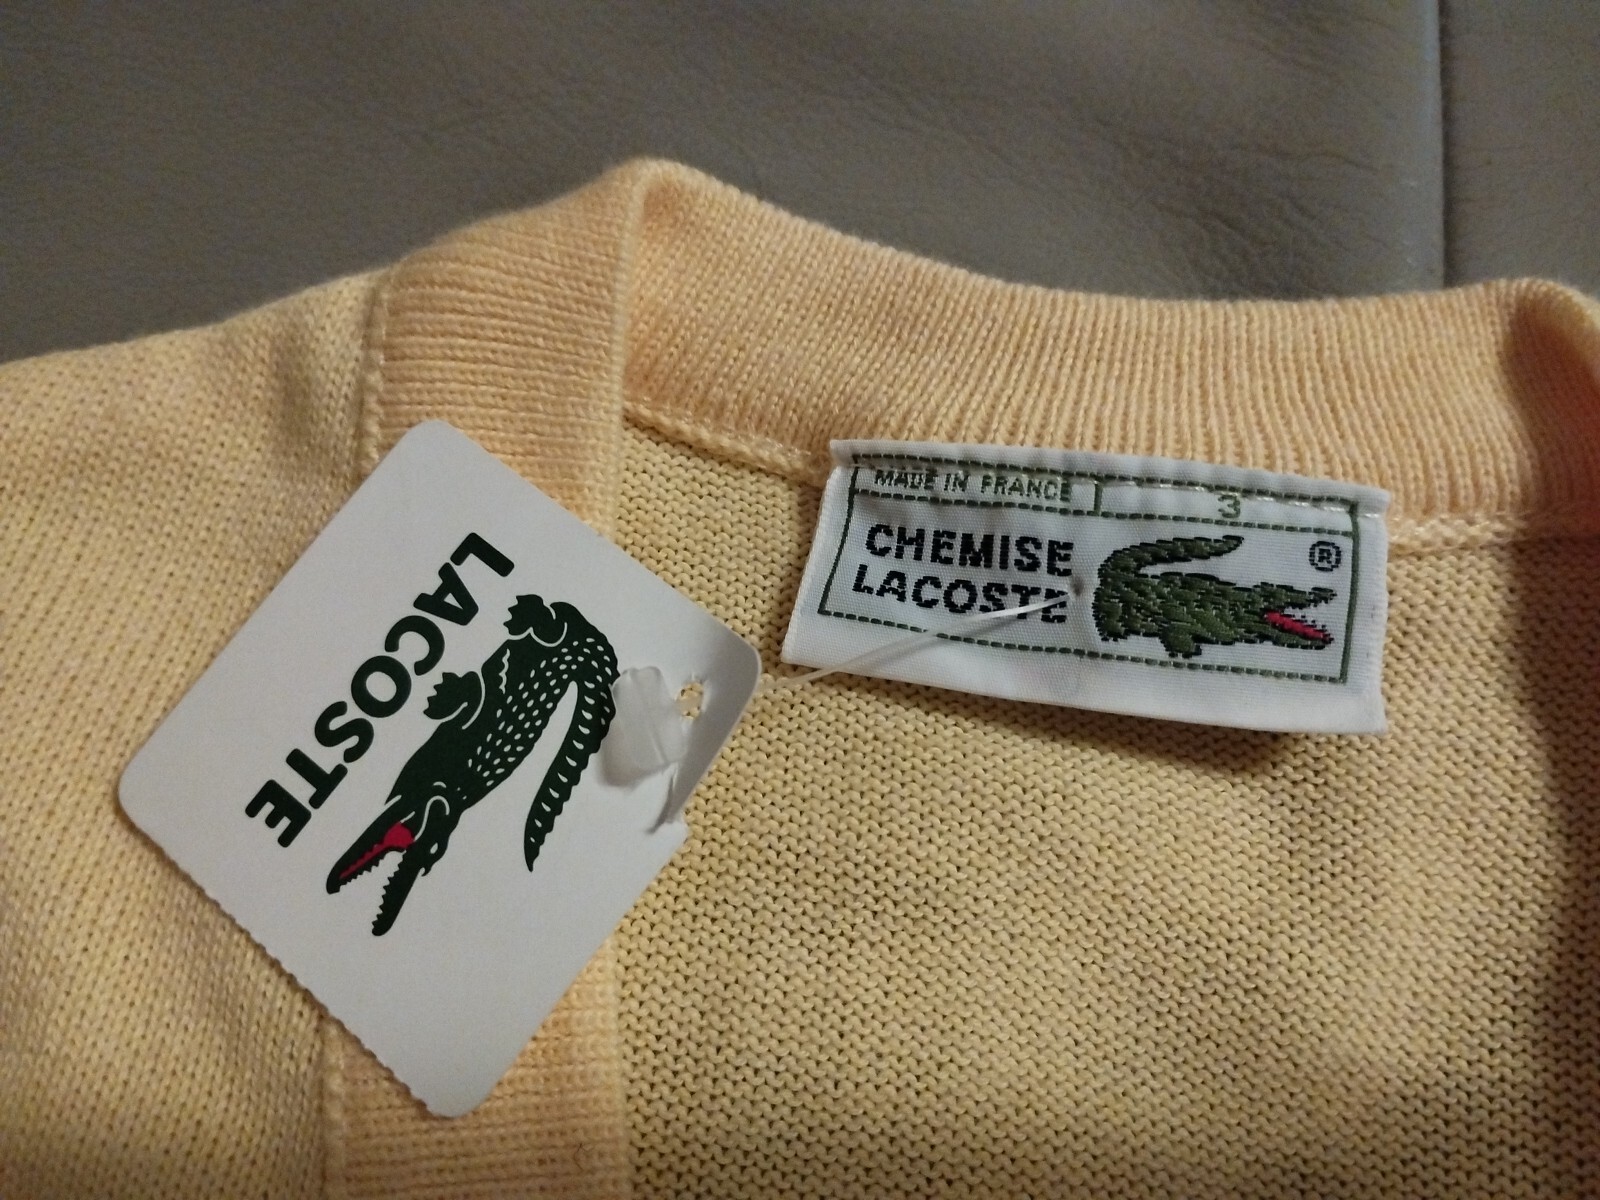 LACOSTE
MADE IN FRANCE
3
CHEMISE
LACOSTE
®